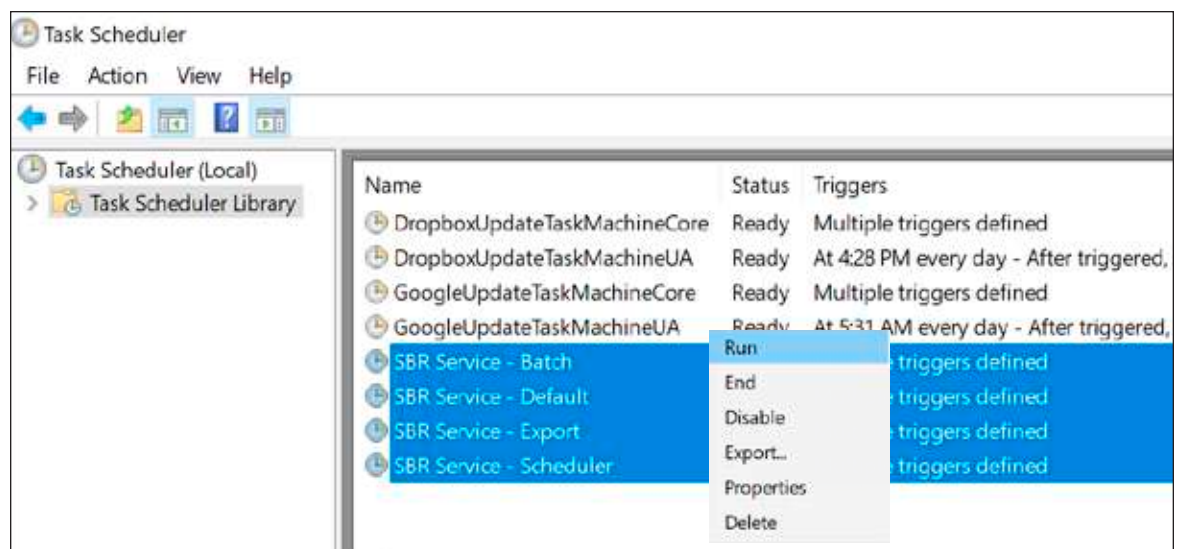 Task Scheduler
File Action View Help
Task Scheduler (Local)
Task Scheduler Library
Name Status Triggers
DropboxUpdateTaskMachineCore Ready Multiple triggers defined
DropboxUpdateTaskMachineUA Ready At 4:28 PM every day - After triggered,
GoogleUpdateTaskMachineCore Ready Multiple triggers defined
GoogleUpdateTaskMachineUA Ready At 5:31 AM every day - After triggered,
SBR Service - Batch triggers defined
SBR Service - Default triggers defined
SBR Service - Export triggers defined
SBR Service - Scheduler triggers defined
Run
End
Disable
Export...
Properties
Delete